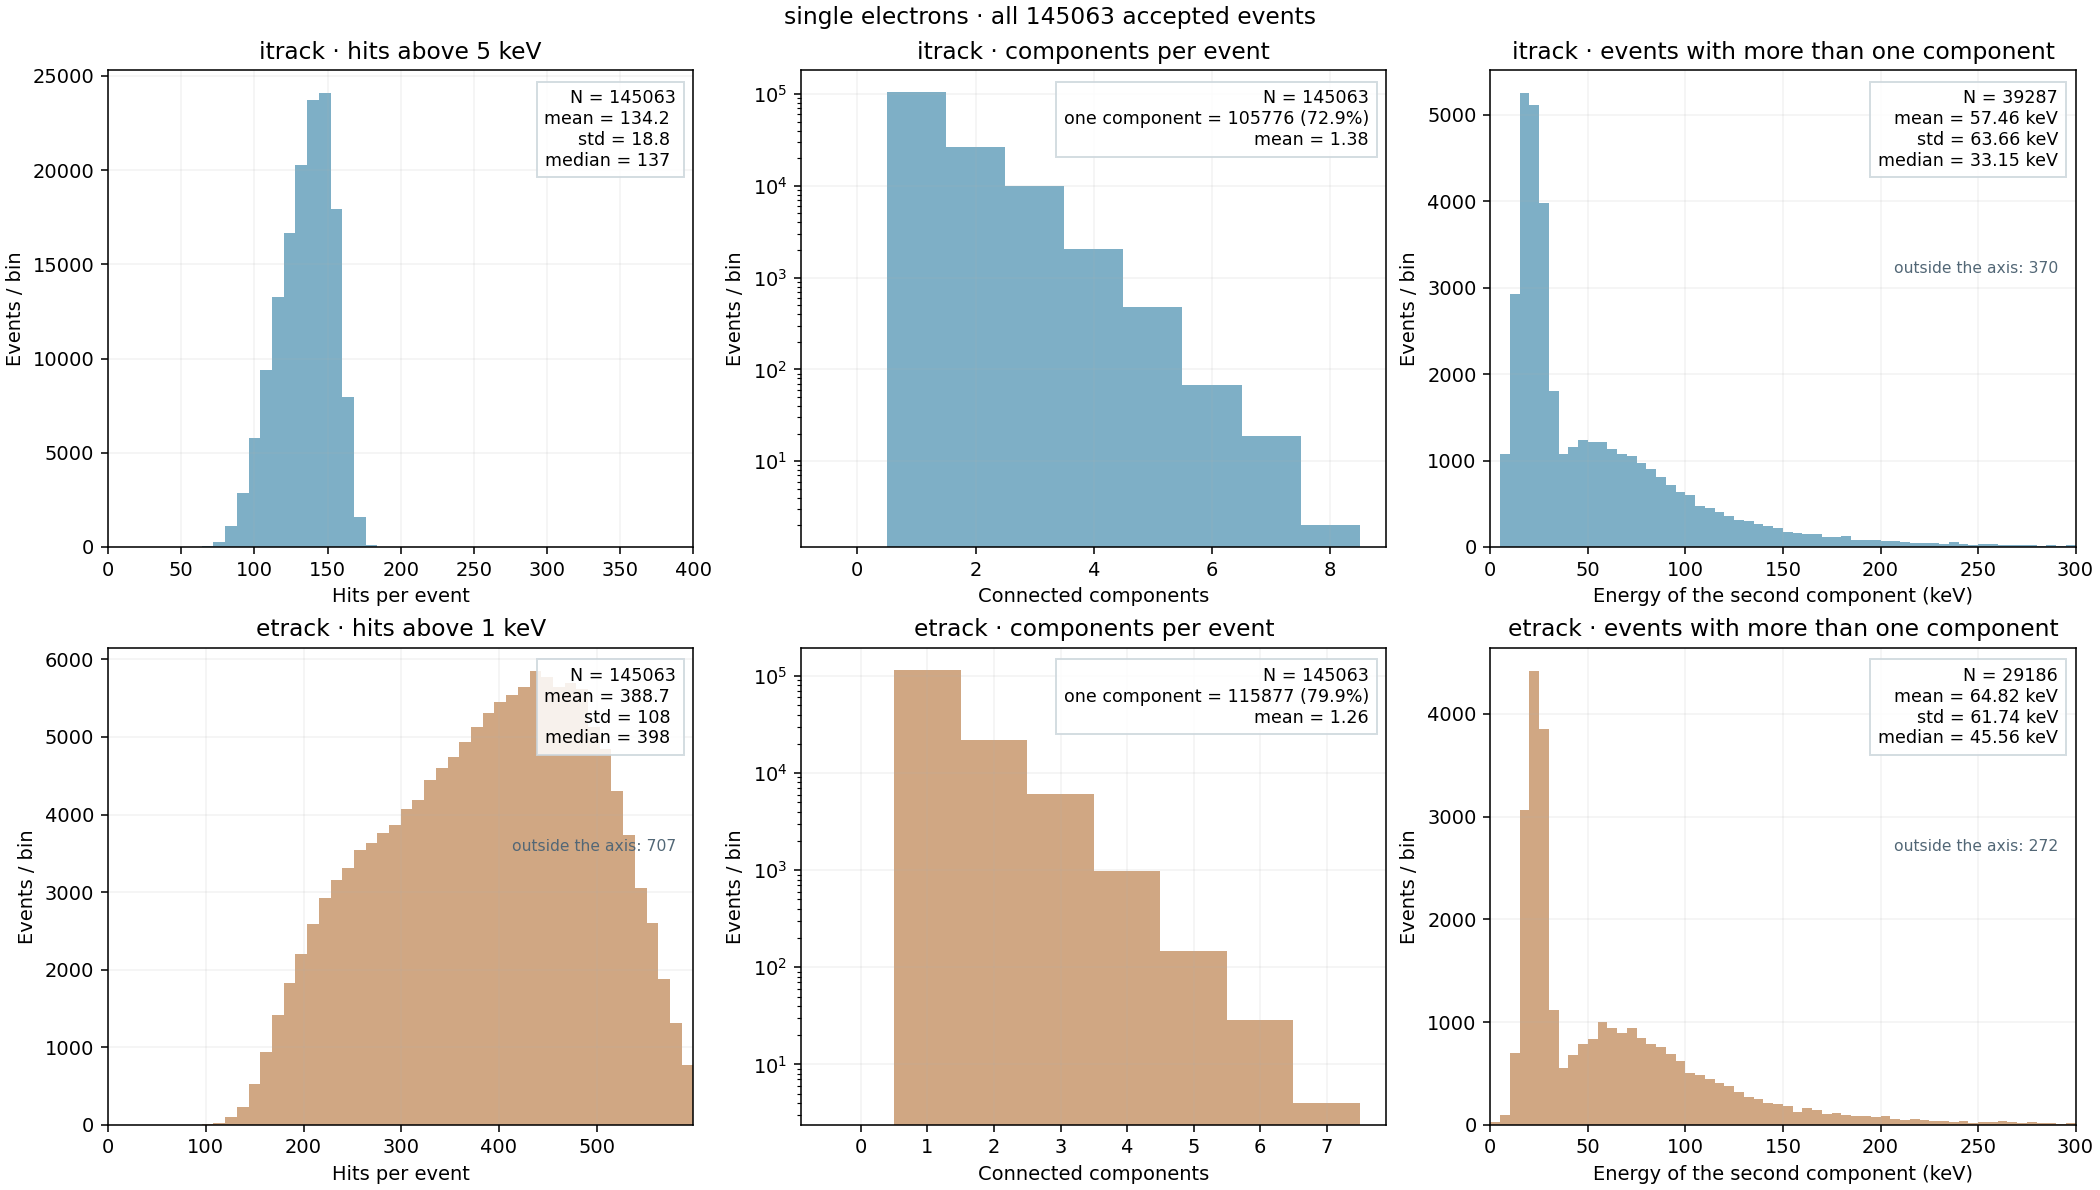 single electrons · all 145063 accepted events
itrack · hits above 5 keV
N = 145063
mean = 134.2
std = 18.8
median = 137
Events / bin
25000
20000
15000
10000
5000
0
0 50 100 150 200 250 300 350 400
Hits per event
itrack · components per event
N = 145063
one component = 105776 (72.9%)
mean = 1.38
Events / bin
10⁵
10⁴
10³
10²
10¹
0 2 4 6 8
Connected components
itrack · events with more than one component
N = 39287
mean = 57.46 keV
std = 63.66 keV
median = 33.15 keV
outside the axis: 370
Events / bin
5000
4000
3000
2000
1000
0
0 50 100 150 200 250 300
Energy of the second component (keV)
etrack · hits above 1 keV
N = 145063
mean = 388.7
std = 108
median = 398
outside the axis: 707
Events / bin
6000
5000
4000
3000
2000
1000
0
0 100 200 300 400 500
Hits per event
etrack · components per event
N = 145063
one component = 115877 (79.9%)
mean = 1.26
Events / bin
10⁵
10⁴
10³
10²
10¹
0 1 2 3 4 5 6 7
Connected components
etrack · events with more than one component
N = 29186
mean = 64.82 keV
std = 61.74 keV
median = 45.56 keV
outside the axis: 272
Events / bin
4000
3000
2000
1000
0
0 50 100 150 200 250 300
Energy of the second component (keV)